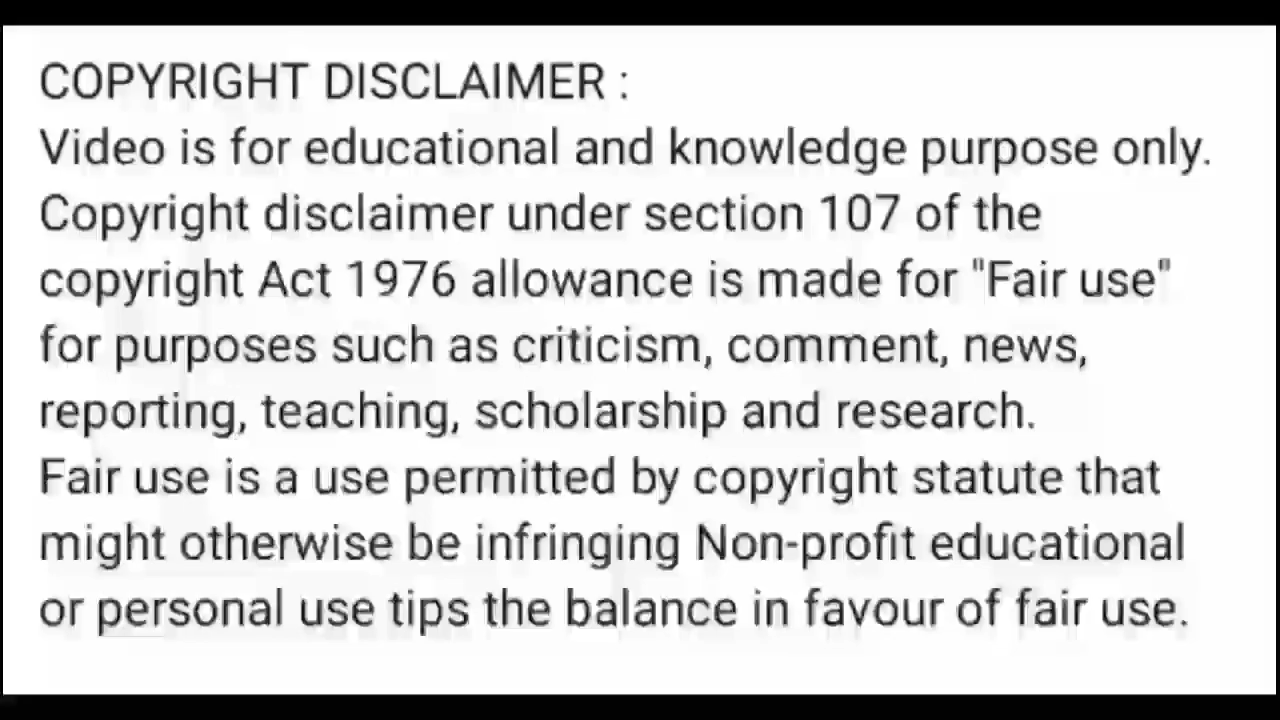 COPYRIGHT DISCLAIMER :
Video is for educational and knowledge purpose only.
Copyright disclaimer under section 107 of the
copyright Act 1976 allowance is made for "Fair use"
for purposes such as criticism, comment, news,
reporting, teaching, scholarship and research.
Fair use is a use permitted by copyright statute that
might otherwise be infringing Non-profit educational
or personal use tips the balance in favour of fair use.